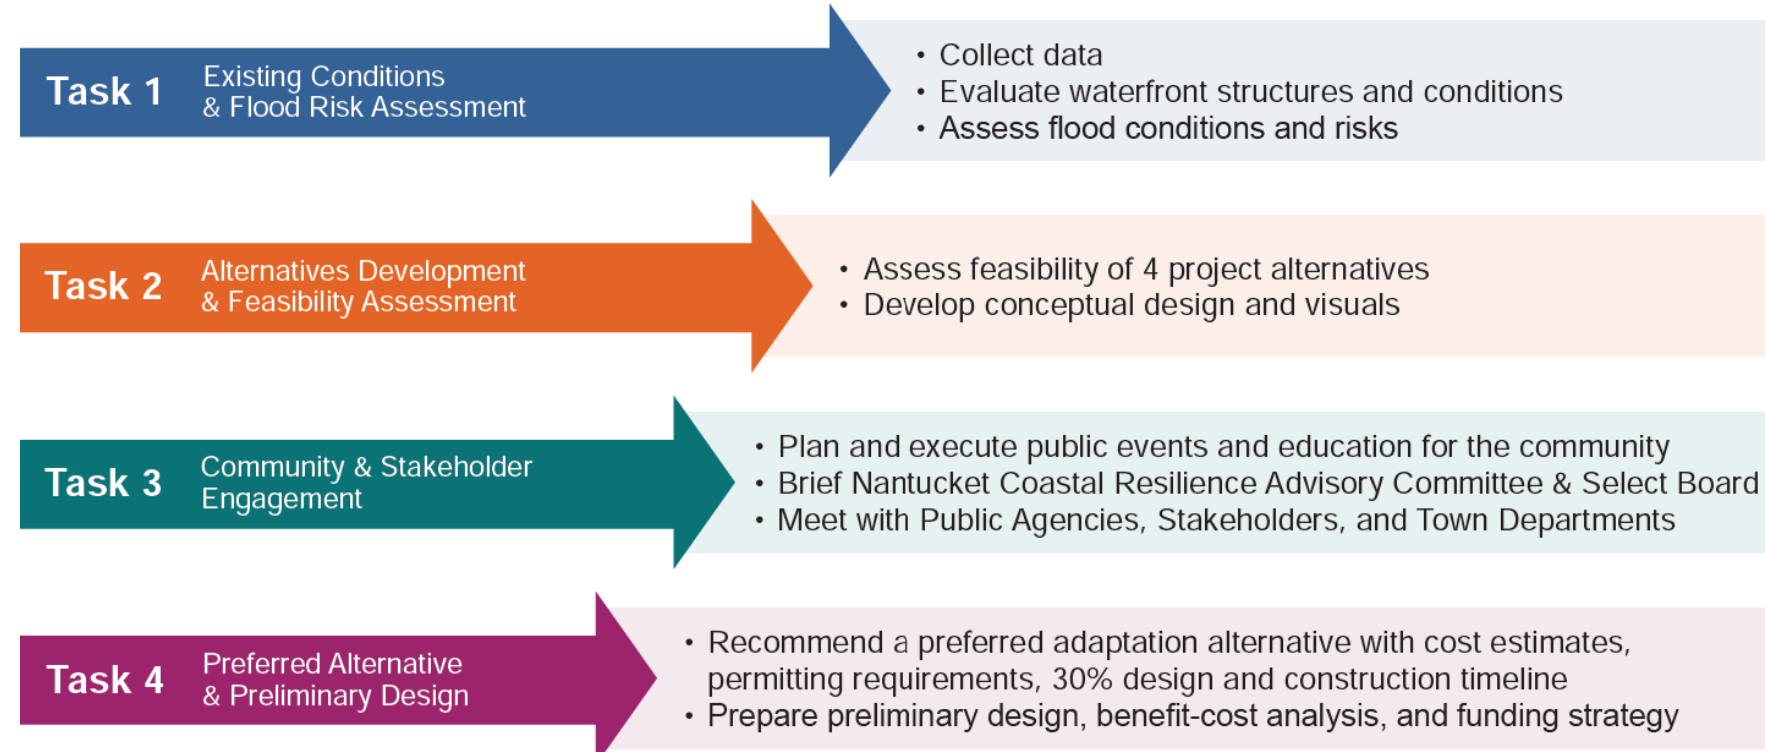 Task 1
Existing Conditions
& Flood Risk Assessment
• Collect data
• Evaluate waterfront structures and conditions
• Assess flood conditions and risks
Task 2
Alternatives Development
& Feasibility Assessment
• Assess feasibility of 4 project alternatives
• Develop conceptual design and visuals
Task 3
Community & Stakeholder
Engagement
• Plan and execute public events and education for the community
• Brief Nantucket Coastal Resilience Advisory Committee & Select Board
• Meet with Public Agencies, Stakeholders, and Town Departments
Task 4
Preferred Alternative
& Preliminary Design
• Recommend a preferred adaptation alternative with cost estimates,
permitting requirements, 30% design and construction timeline
• Prepare preliminary design, benefit-cost analysis, and funding strategy